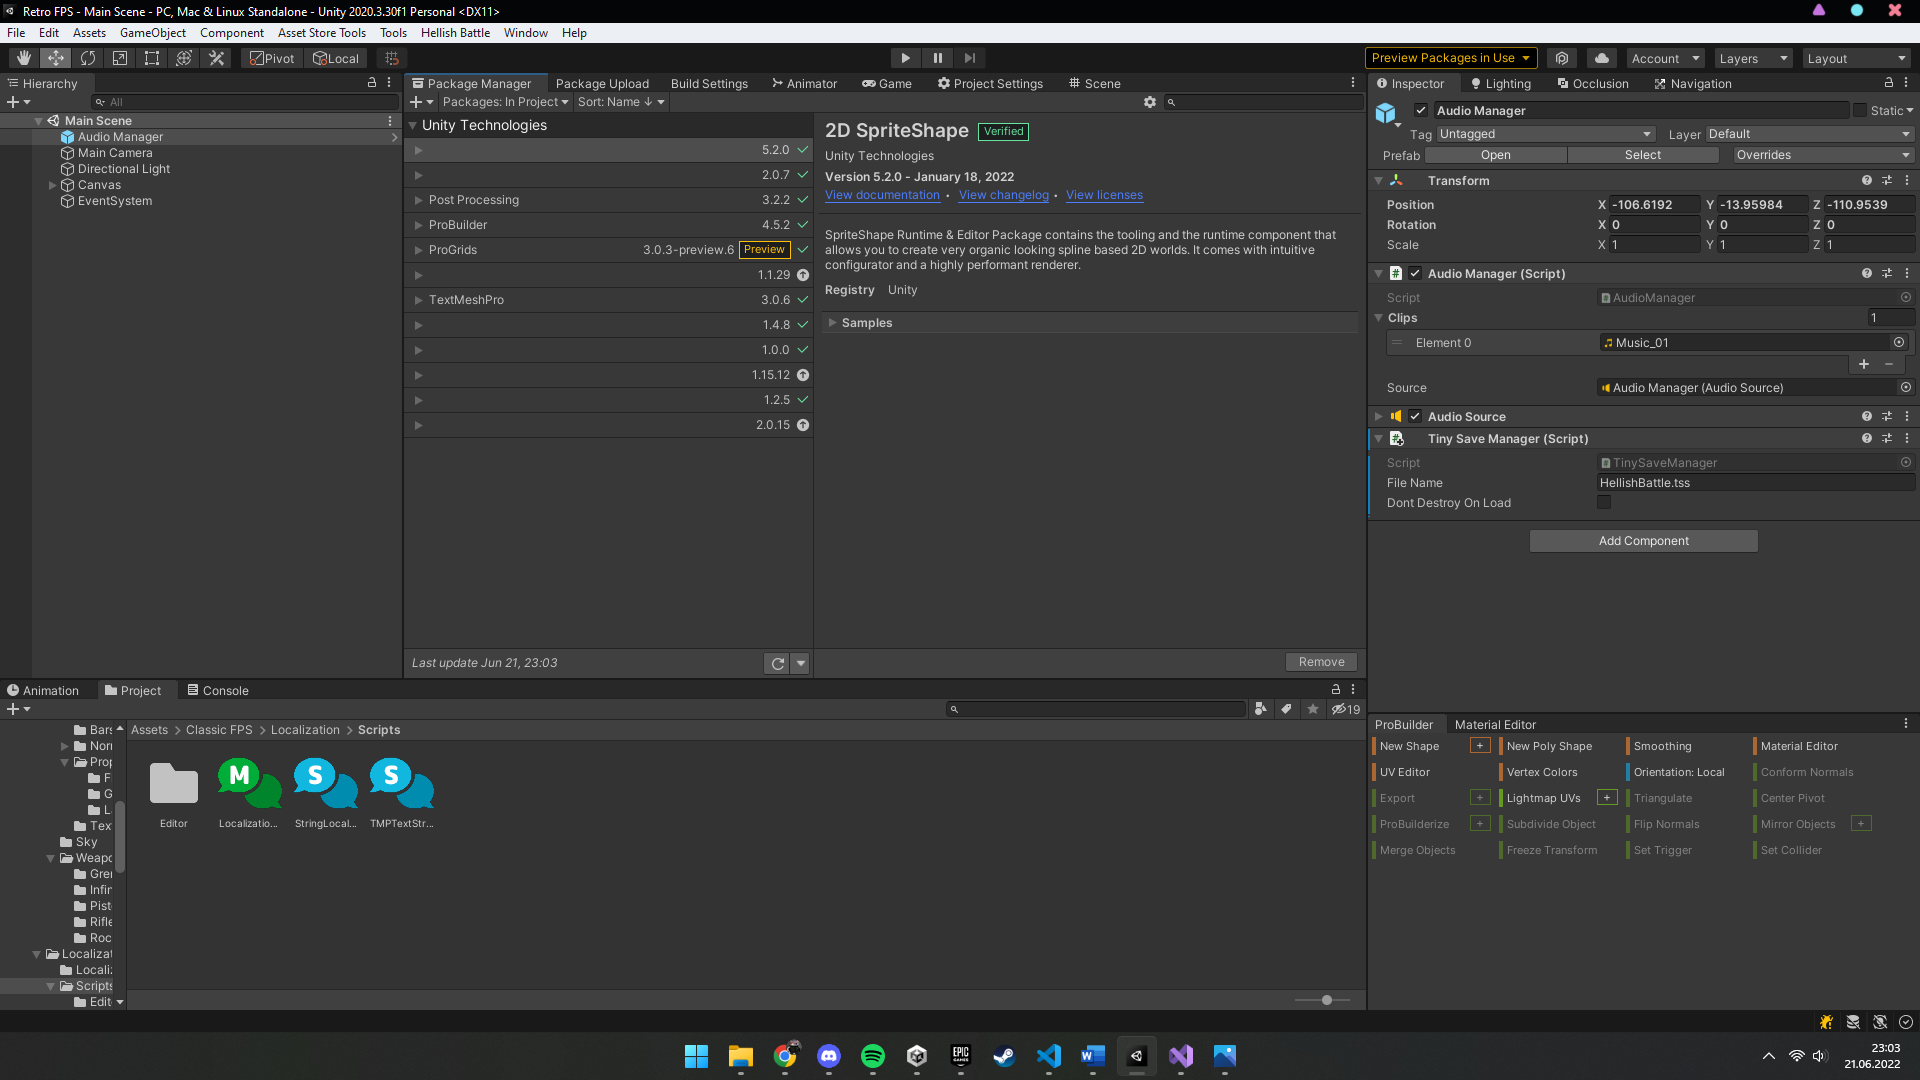 Retro FPS - Main Scene - PC, Mac & Linux Standalone - Unity 2020.3.30f1 Personal <DX11>
File Edit Assets GameObject Component Asset Store Tools Tools Hellish Battle Window Help
Pivot Local Preview Packages in Use Account Layers Layout
Hierarchy
All
Main Scene
Audio Manager
Main Camera
Directional Light
Canvas
EventSystem
Package Manager Package Upload Build Settings Animator Game Project Settings Scene
Packages: In Project Sort: Name ↓
Unity Technologies
5.2.0
2.0.7
Post Processing 3.2.2
ProBuilder 4.5.2
ProGrids 3.0.3-preview.6 Preview
1.1.29
TextMeshPro 3.0.6
1.4.8
1.0.0
1.15.12
1.2.5
2.0.15
Last update Jun 21, 23:03
2D SpriteShape Verified
Unity Technologies
Version 5.2.0 - January 18, 2022
View documentation • View changelog • View licenses
SpriteShape Runtime & Editor Package contains the tooling and the runtime component that
allows you to create very organic looking spline based 2D worlds. It comes with intuitive
configurator and a highly performant renderer.
Registry Unity
Samples
Remove
Inspector Lighting Occlusion Navigation
Audio Manager Static
Tag Untagged Layer Default
Prefab Open Select Overrides
Transform
Position X -106.6192 Y -13.95984 Z -110.9539
Rotation X 0 Y 0 Z 0
Scale X 1 Y 1 Z 1
Audio Manager (Script)
Script AudioManager
Clips 1
Element 0 Music_01
Source Audio Manager (Audio Source)
Audio Source
Tiny Save Manager (Script)
Script TinySaveManager
File Name HellishBattle.tss
Dont Destroy On Load
Add Component
Animation Project Console
19
Assets > Classic FPS > Localization > Scripts
Bars
Nor
Prop
F
G
L
Tex
Sky
Weapo
Gre
Infin
Pist
Rifle
Roc
Localizat
Localiz
Scripts
Edit
M S S
Editor Localizatio... StringLocal... TMPTextStr...
ProBuilder Material Editor
New Shape + New Poly Shape Smoothing Material Editor
UV Editor Vertex Colors Orientation: Local Conform Normals
Export + Lightmap UVs + Triangulate Center Pivot
ProBuilderize + Subdivide Object Flip Normals Mirror Objects +
Merge Objects Freeze Transform Set Trigger Set Collider
EPIC GAMES
23:03
21.06.2022